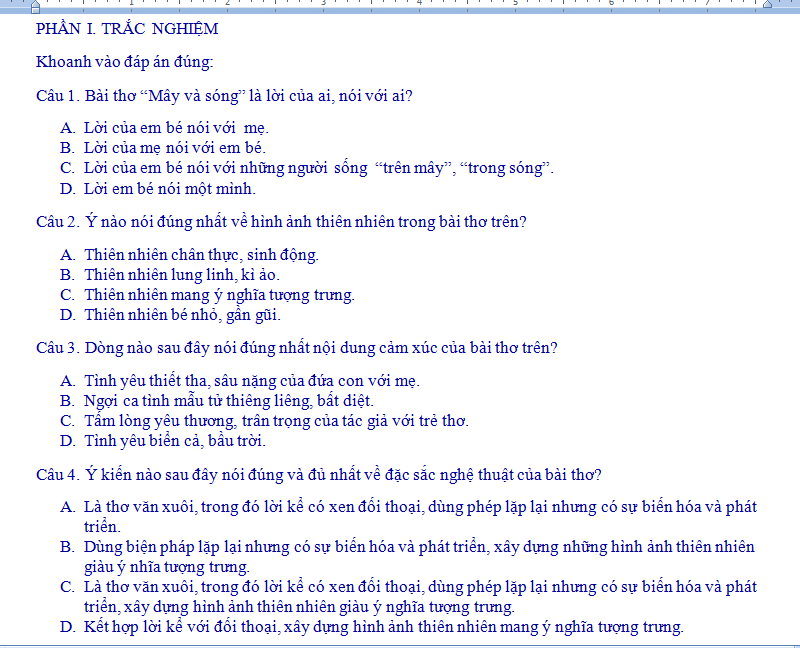 PHẦN I. TRẮC NGHIỆM
Khoanh vào đáp án đúng:
Câu 1. Bài thơ “Mây và sóng” là lời của ai, nói với ai?
A. Lời của em bé nói với mẹ.
B. Lời của mẹ nói với em bé.
C. Lời của em bé nói với những người sống “trên mây”, “trong sóng”.
D. Lời em bé nói một mình.
Câu 2. Ý nào nói đúng nhất về hình ảnh thiên nhiên trong bài thơ trên?
A. Thiên nhiên chân thực, sinh động.
B. Thiên nhiên lung linh, kì ảo.
C. Thiên nhiên mang ý nghĩa tượng trưng.
D. Thiên nhiên bé nhỏ, gần gũi.
Câu 3. Dòng nào sau đây nói đúng nhất nội dung cảm xúc của bài thơ trên?
A. Tình yêu thiết tha, sâu nặng của đứa con với mẹ.
B. Ngợi ca tình mẫu tử thiêng liêng, bất diệt.
C. Tấm lòng yêu thương, trân trọng của tác giả với trẻ thơ.
D. Tình yêu biển cả, bầu trời.
Câu 4. Ý kiến nào sau đây nói đúng và đủ nhất về đặc sắc nghệ thuật của bài thơ?
A. Là thơ văn xuôi, trong đó lời kể có xen đối thoại, dùng phép lặp lại nhưng có sự biến hóa và phát
triển.
B. Dùng biện pháp lặp lại nhưng có sự biến hóa và phát triển, xây dựng những hình ảnh thiên nhiên
giàu ý nhĩa tượng trưng.
C. Là thơ văn xuôi, trong đó lời kể có xen đối thoại, dùng phép lặp lại nhưng có sự biến hóa và phát
triển, xây dựng hình ảnh thiên nhiên giàu ý nghĩa tượng trưng.
D. Kết hợp lời kể với đối thoại, xây dựng hình ảnh thiên nhiên mang ý nghĩa tượng trưng.